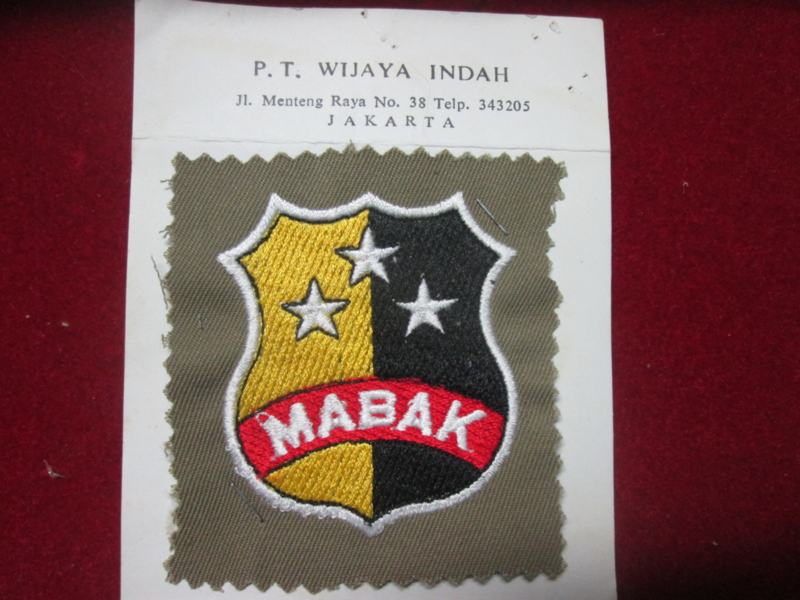 P. T. WIJAYA INDAH
Jl. Menteng Raya No. 38 Telp. 343205
JAKARTA
MABAK